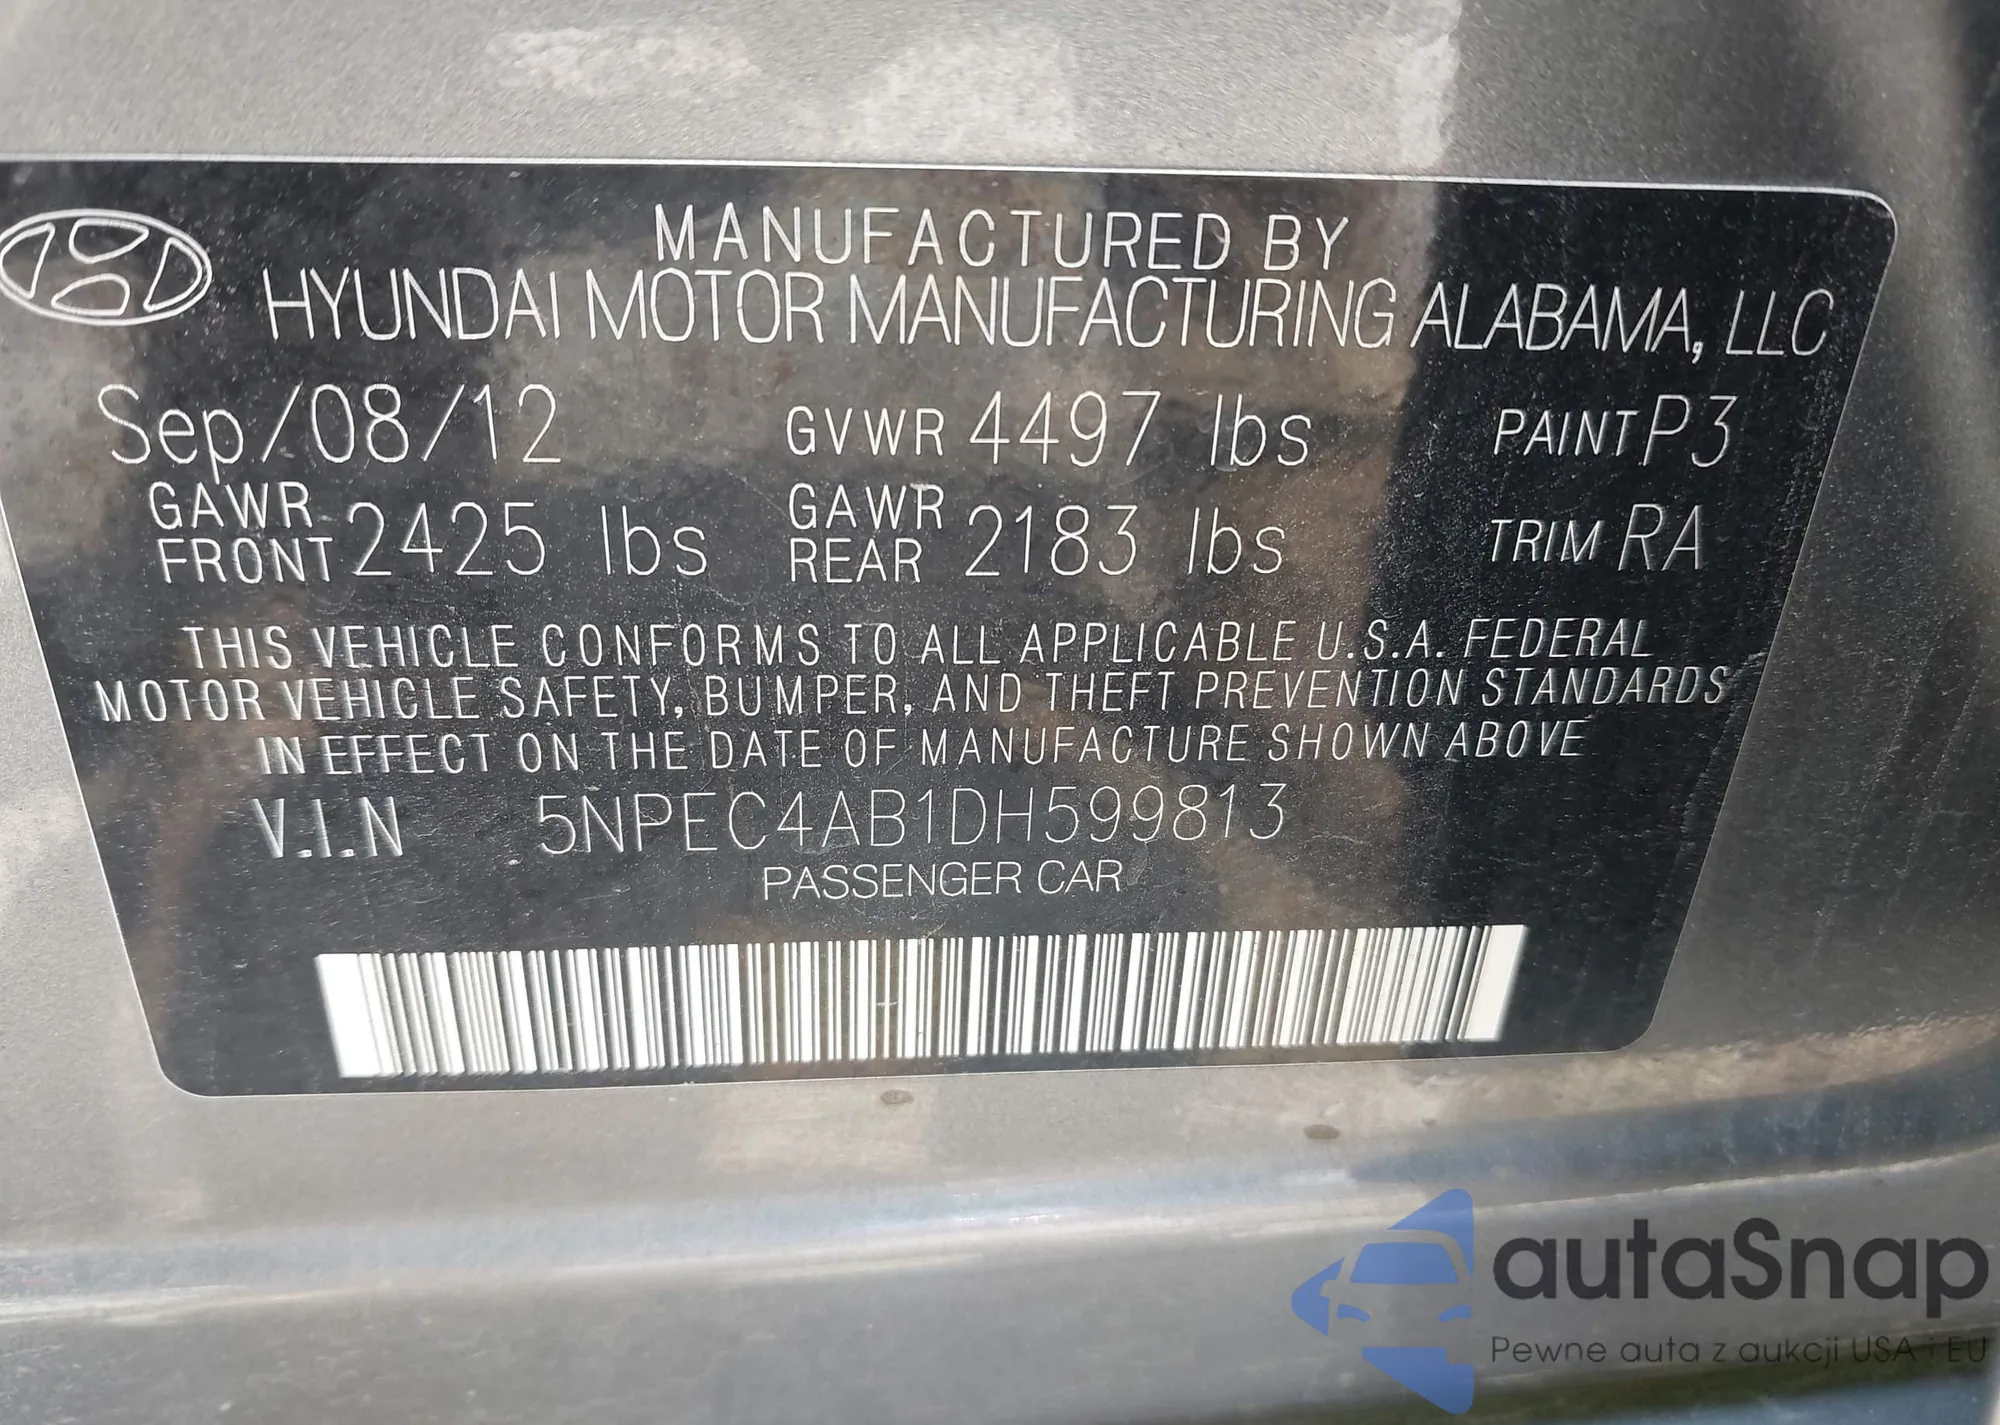 MANUFACTURED BY
HYUNDAI MOTOR MANUFACTURING ALABAMA, LLC
Sep/08/12 GVWR 4497 lbs PAINT P3
GAWR FRONT 2425 lbs GAWR REAR 2183 lbs TRIM RA
THIS VEHICLE CONFORMS TO ALL APPLICABLE U.S.A. FEDERAL
MOTOR VEHICLE SAFETY, BUMPER, AND THEFT PREVENTION STANDARDS
IN EFFECT ON THE DATE OF MANUFACTURE SHOWN ABOVE
V.I.N 5NPEC4AB1DH599813
PASSENGER CAR
autaSnap
Pewne auta z aukcji USA i EU